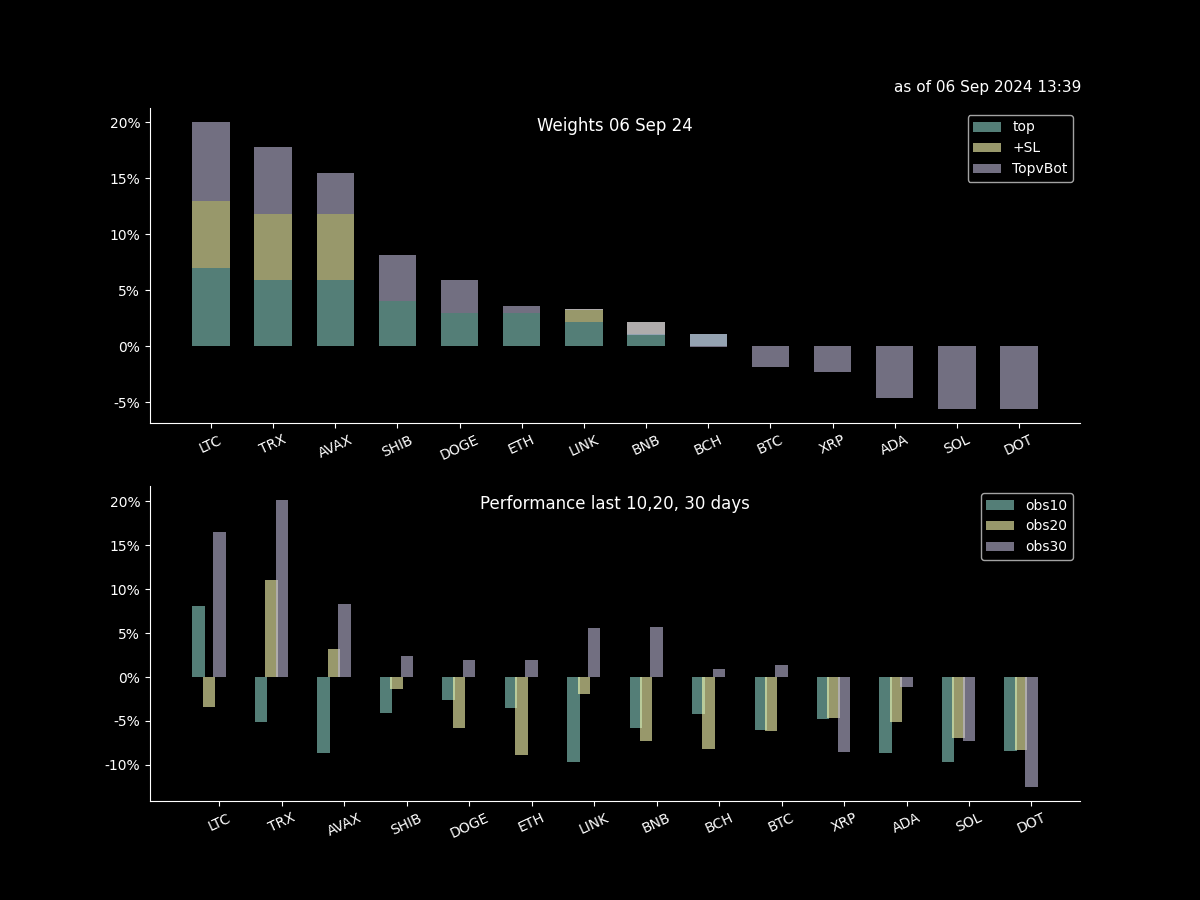 as of 06 Sep 2024 13:39
Weights 06 Sep 24
top
+SL
TopvBot
20%
15%
10%
5%
0%
-5%
LTC TRX AVAX SHIB DOGE ETH LINK BNB BCH BTC XRP ADA SOL DOT
Performance last 10,20, 30 days
obs10
obs20
obs30
20%
15%
10%
5%
0%
-5%
-10%
LTC TRX AVAX SHIB DOGE ETH LINK BNB BCH BTC XRP ADA SOL DOT